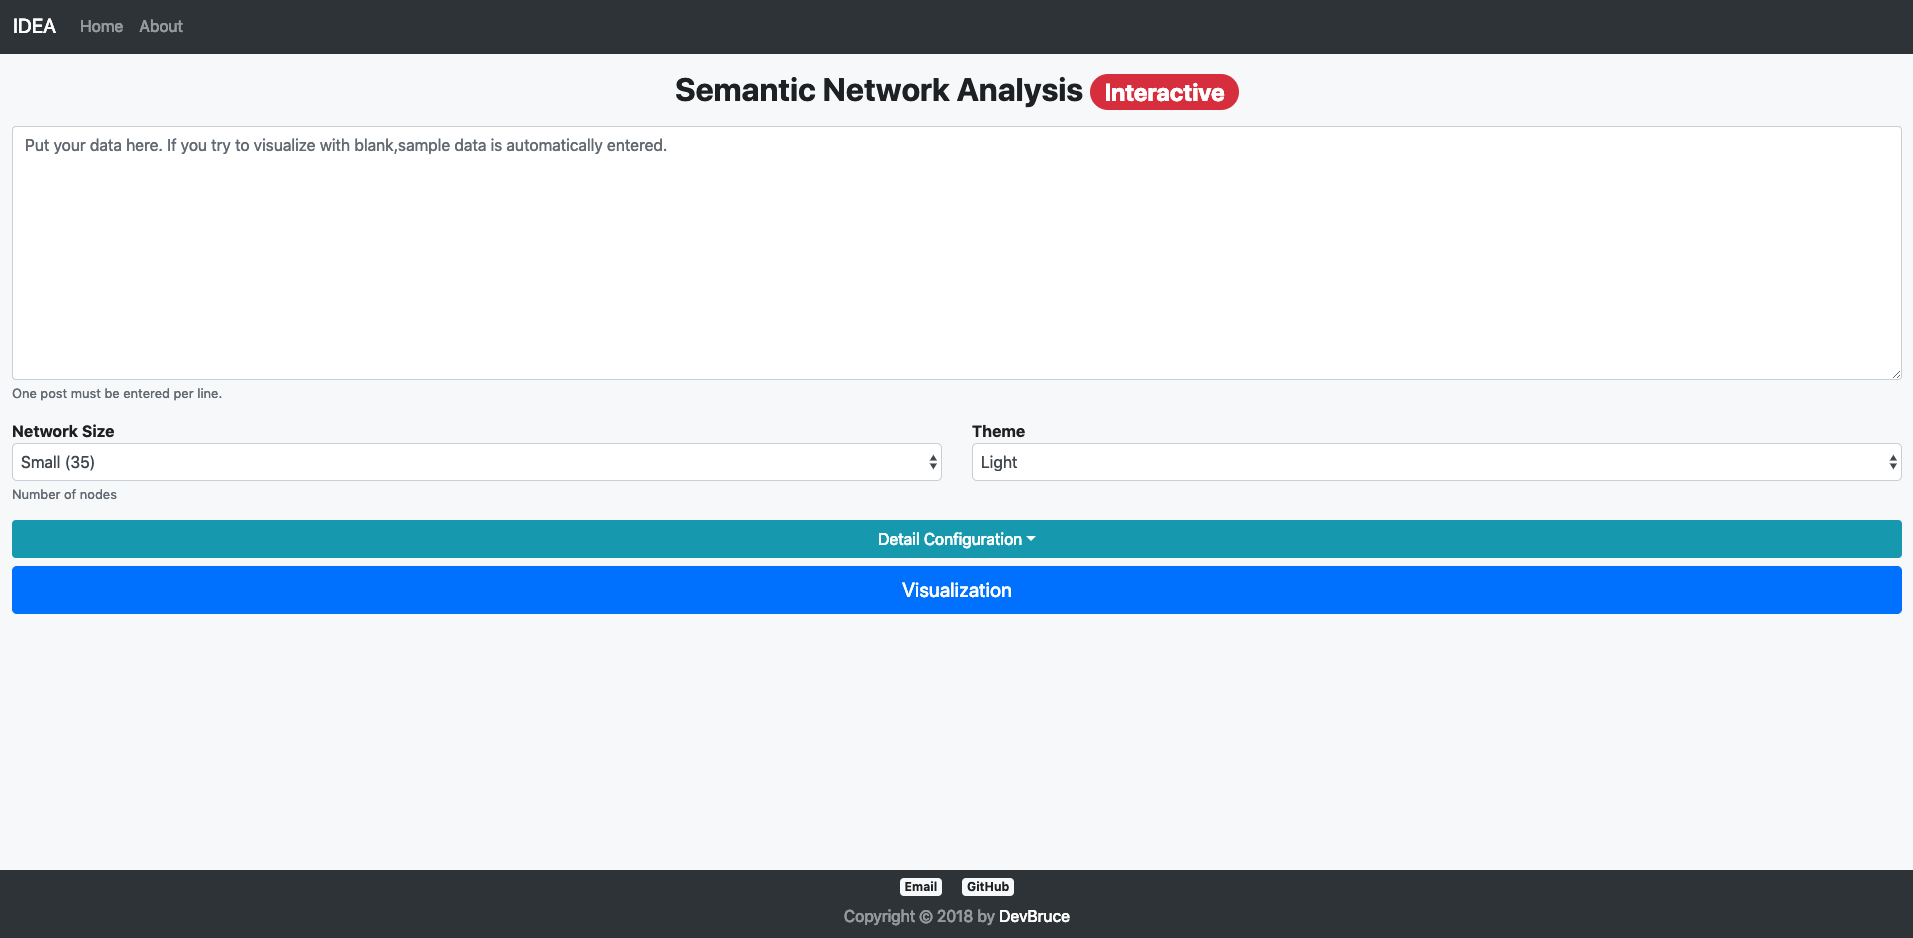 IDEA Home About
Semantic Network Analysis Interactive
Put your data here. If you try to visualize with blank,sample data is automatically entered.
One post must be entered per line.
Network Size Theme
Small (35) Light
Number of nodes
Detail Configuration
Visualization
Email GitHub
Copyright © 2018 by DevBruce